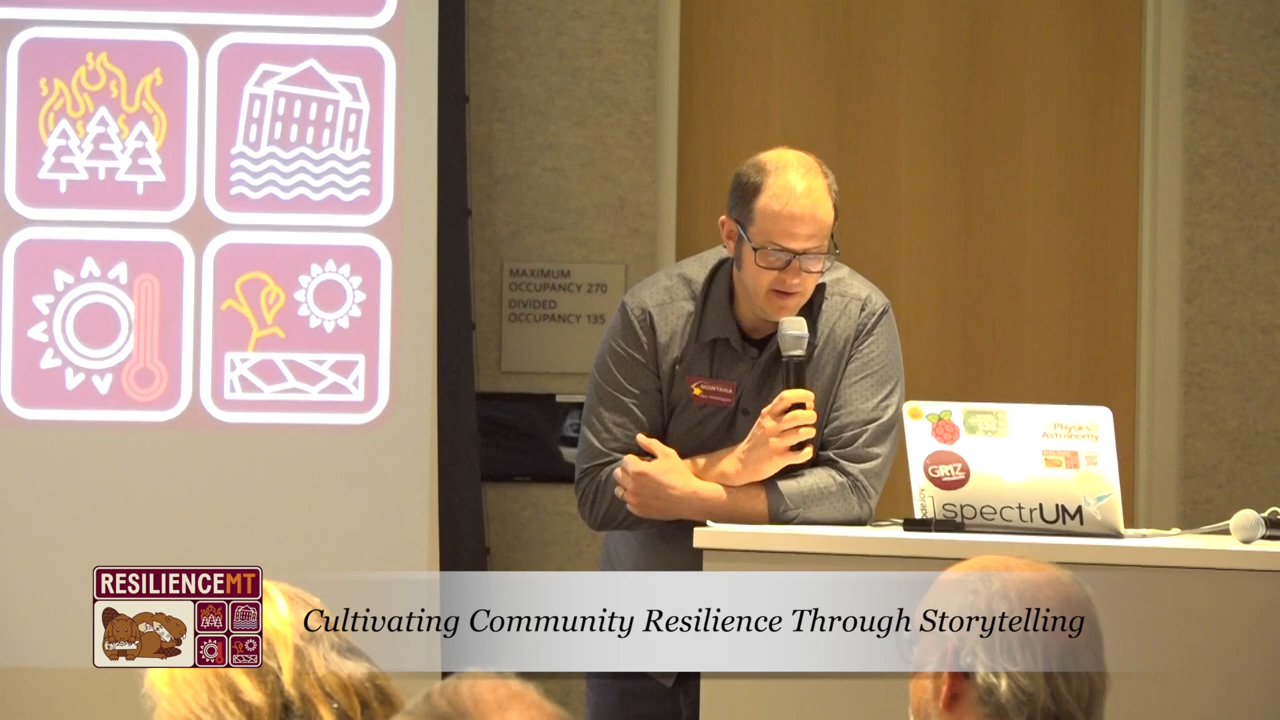 MAXIMUM
OCCUPANCY 270
DIVIDED
OCCUPANCY 135
MONTANA
Physics
Astronomy
GRIZ
spectrUM
RESILIENCEMT
Cultivating Community Resilience Through Storytelling